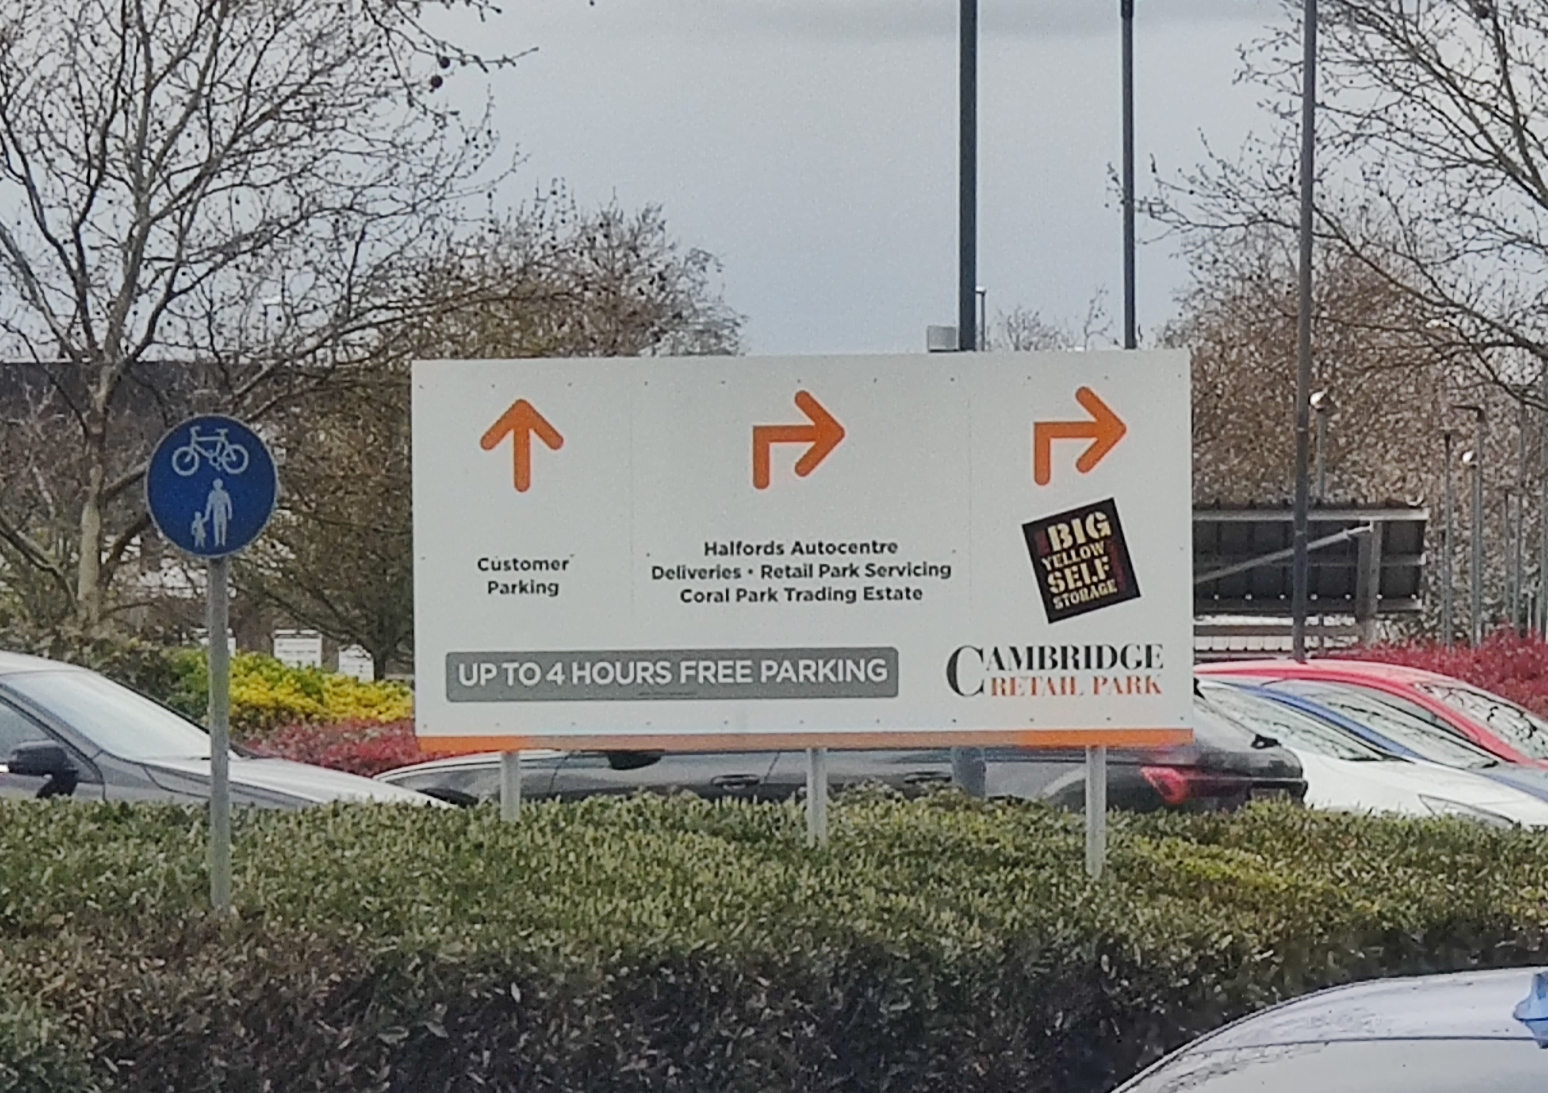 Customer
Parking
Halfords Autocentre
Deliveries • Retail Park Servicing
Coral Park Trading Estate
BIG
YELLOW
SELF
STORAGE
UP TO 4 HOURS FREE PARKING
CAMBRIDGE
RETAIL PARK